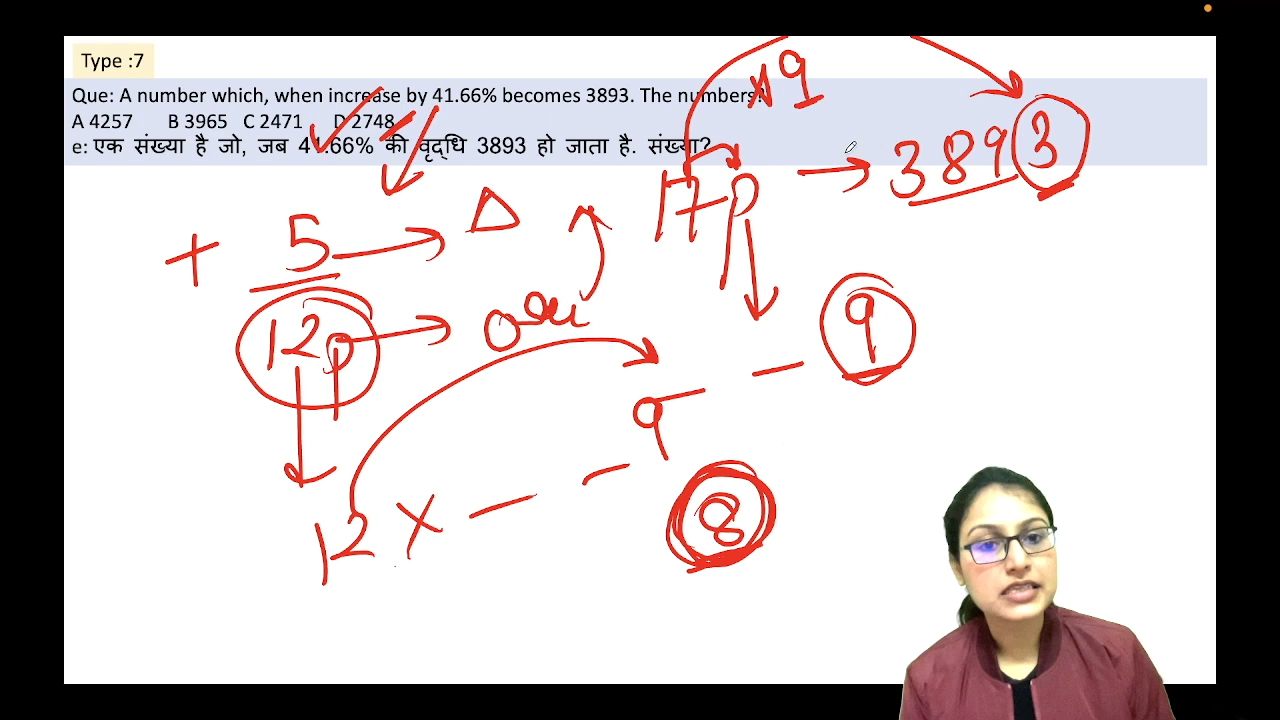 Type :7
Que: A number which, when increase by 41.66% becomes 3893. The numbers?
A 4257 B 3965 C 2471 D 2748
e: एक संख्या है जो, जब 41.66% की वृद्धि 3893 हो जाता है. संख्या?
×9
17p → 3893
+ 5 → Δ
12p →
9
9
12 × – –
8